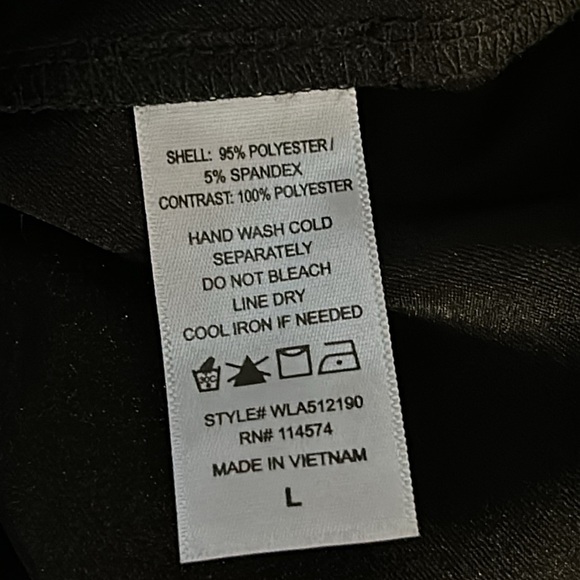 SHELL: 95% POLYESTER /
5% SPANDEX
CONTRAST: 100% POLYESTER
HAND WASH COLD
SEPARATELY
DO NOT BLEACH
LINE DRY
COOL IRON IF NEEDED
STYLE# WLA512190
RN# 114574
MADE IN VIETNAM
L